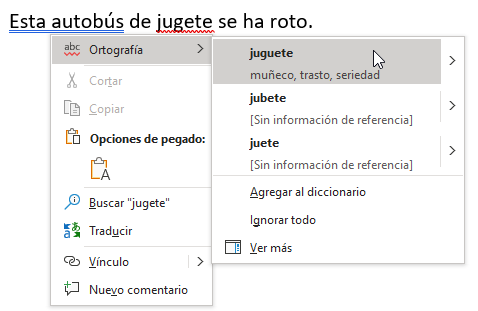 Esta autobús de jugete se ha roto.
abc Ortografía
Cortar
Copiar
Opciones de pegado:
A
Buscar "jugete"
Traducir
Vínculo
Nuevo comentario
juguete
muñeco, trasto, seriedad
jubete
[Sin información de referencia]
juete
[Sin información de referencia]
Agregar al diccionario
Ignorar todo
Ver más